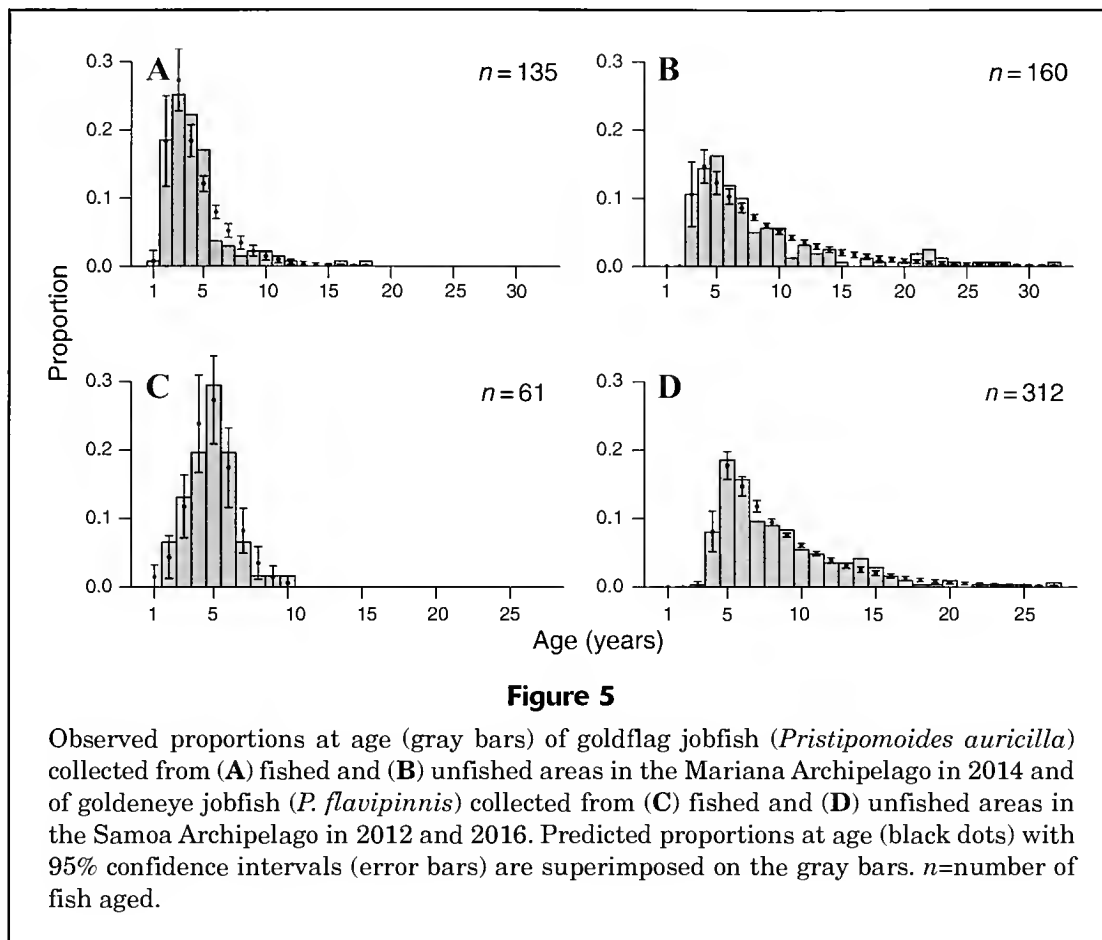 A
n = 135
0.3
0.2
0.1
0.0
1 5 10 15 20 25 30
B
n = 160
0.3
0.2
0.1
0.0
1 5 10 15 20 25 30
Proportion
C
n = 61
0.3
0.2
0.1
0.0
1 5 10 15 20 25
D
n = 312
0.3
0.2
0.1
0.0
1 5 10 15 20 25
Age (years)
Figure 5
Observed proportions at age (gray bars) of goldflag jobfish (Pristipomoides auricilla)
collected from (A) fished and (B) unfished areas in the Mariana Archipelago in 2014 and
of goldeneye jobfish (P. flavipinnis) collected from (C) fished and (D) unfished areas in
the Samoa Archipelago in 2012 and 2016. Predicted proportions at age (black dots) with
95% confidence intervals (error bars) are superimposed on the gray bars. n=number of
fish aged.